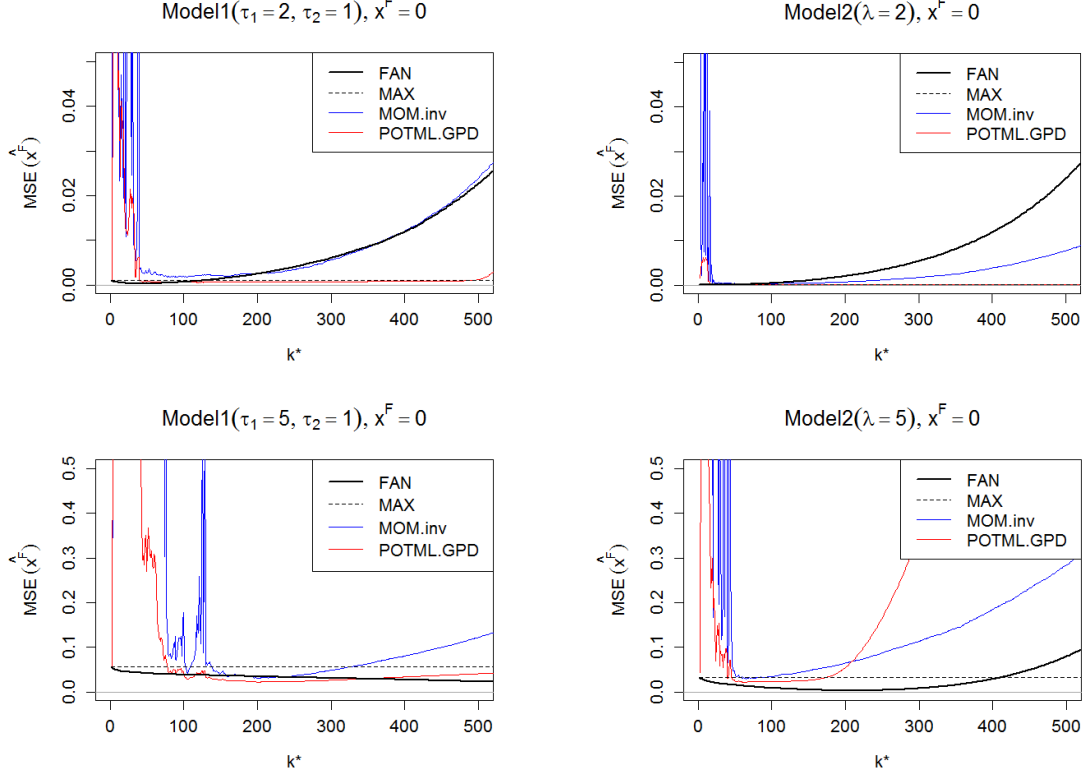 Model1(τ₁ = 2, τ₂ = 1), x^F = 0
MSE (x̂^F)
0.04
0.02
0.00
FAN
MAX
MOM.inv
POTML.GPD
0 100 200 300 400 500
k*
Model2(λ = 2), x^F = 0
MSE (x̂^F)
0.04
0.02
0.00
FAN
MAX
MOM.inv
POTML.GPD
0 100 200 300 400 500
k*
Model1(τ₁ = 5, τ₂ = 1), x^F = 0
MSE (x̂^F)
0.5
0.4
0.3
0.2
0.1
0.0
FAN
MAX
MOM.inv
POTML.GPD
0 100 200 300 400 500
k*
Model2(λ = 5), x^F = 0
MSE (x̂^F)
0.5
0.4
0.3
0.2
0.1
0.0
FAN
MAX
MOM.inv
POTML.GPD
0 100 200 300 400 500
k*